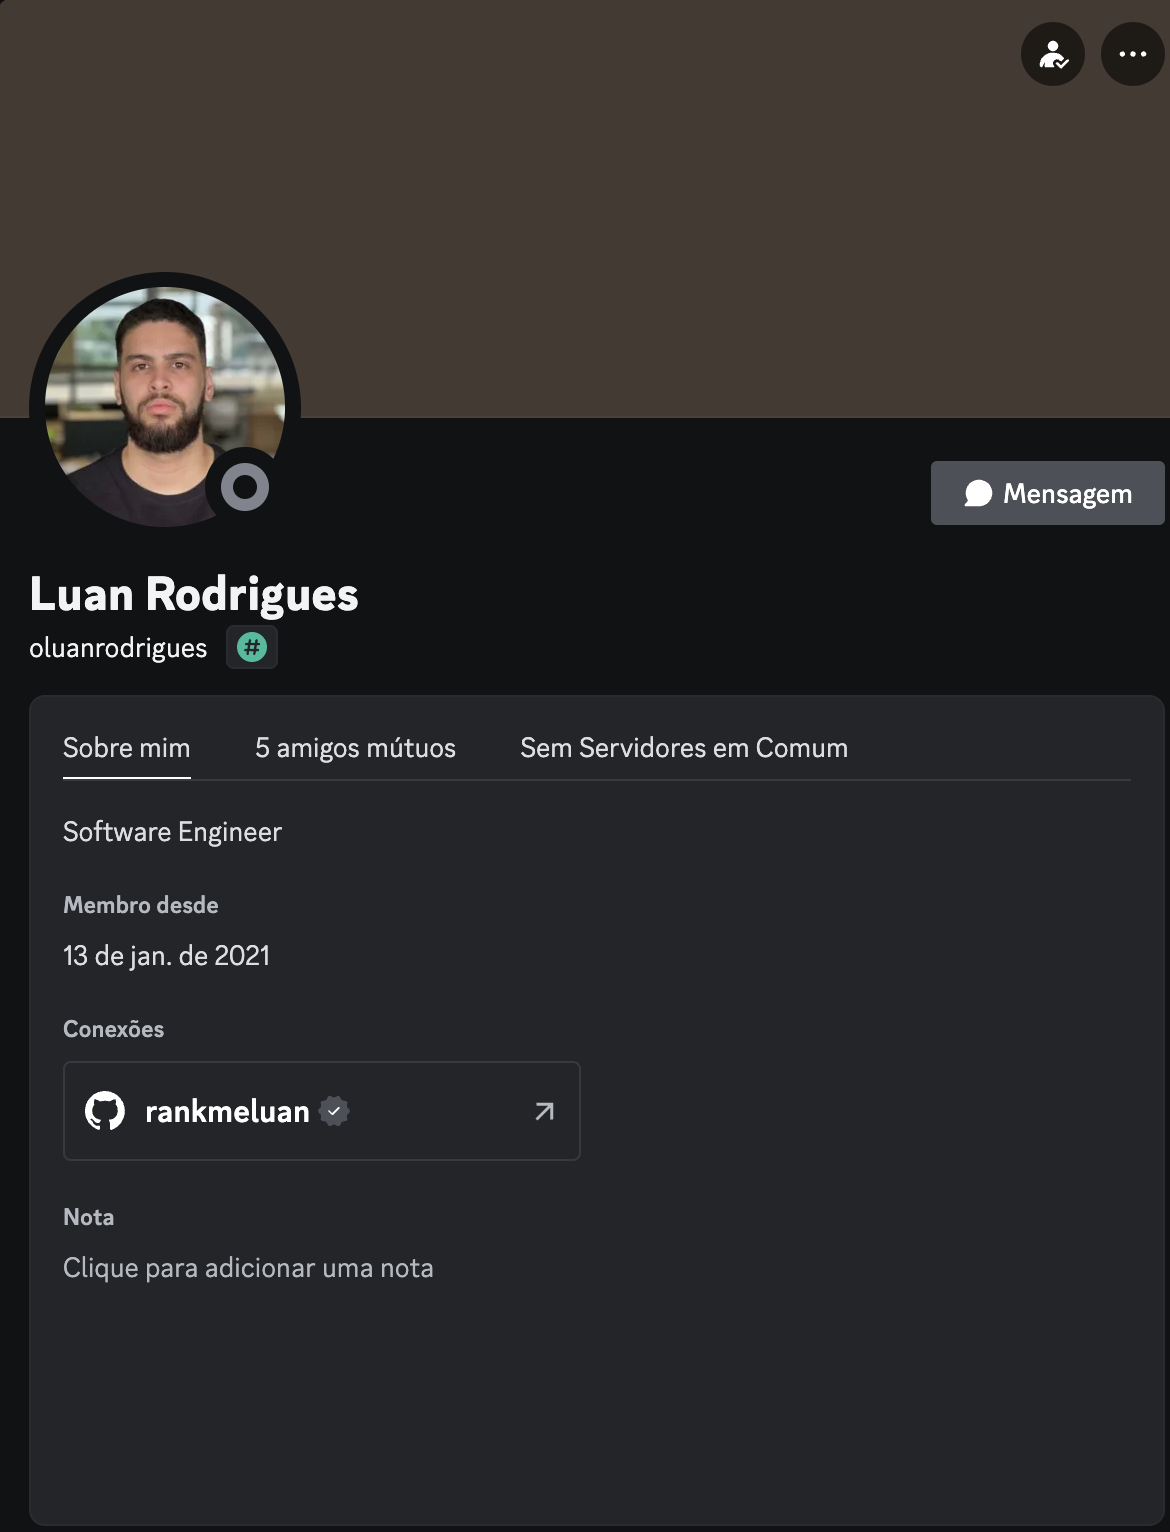 Mensagem
Luan Rodrigues
oluanrodrigues #
Sobre mim 5 amigos mútuos Sem Servidores em Comum
Software Engineer
Membro desde
13 de jan. de 2021
Conexões
rankmeluan
Nota
Clique para adicionar uma nota